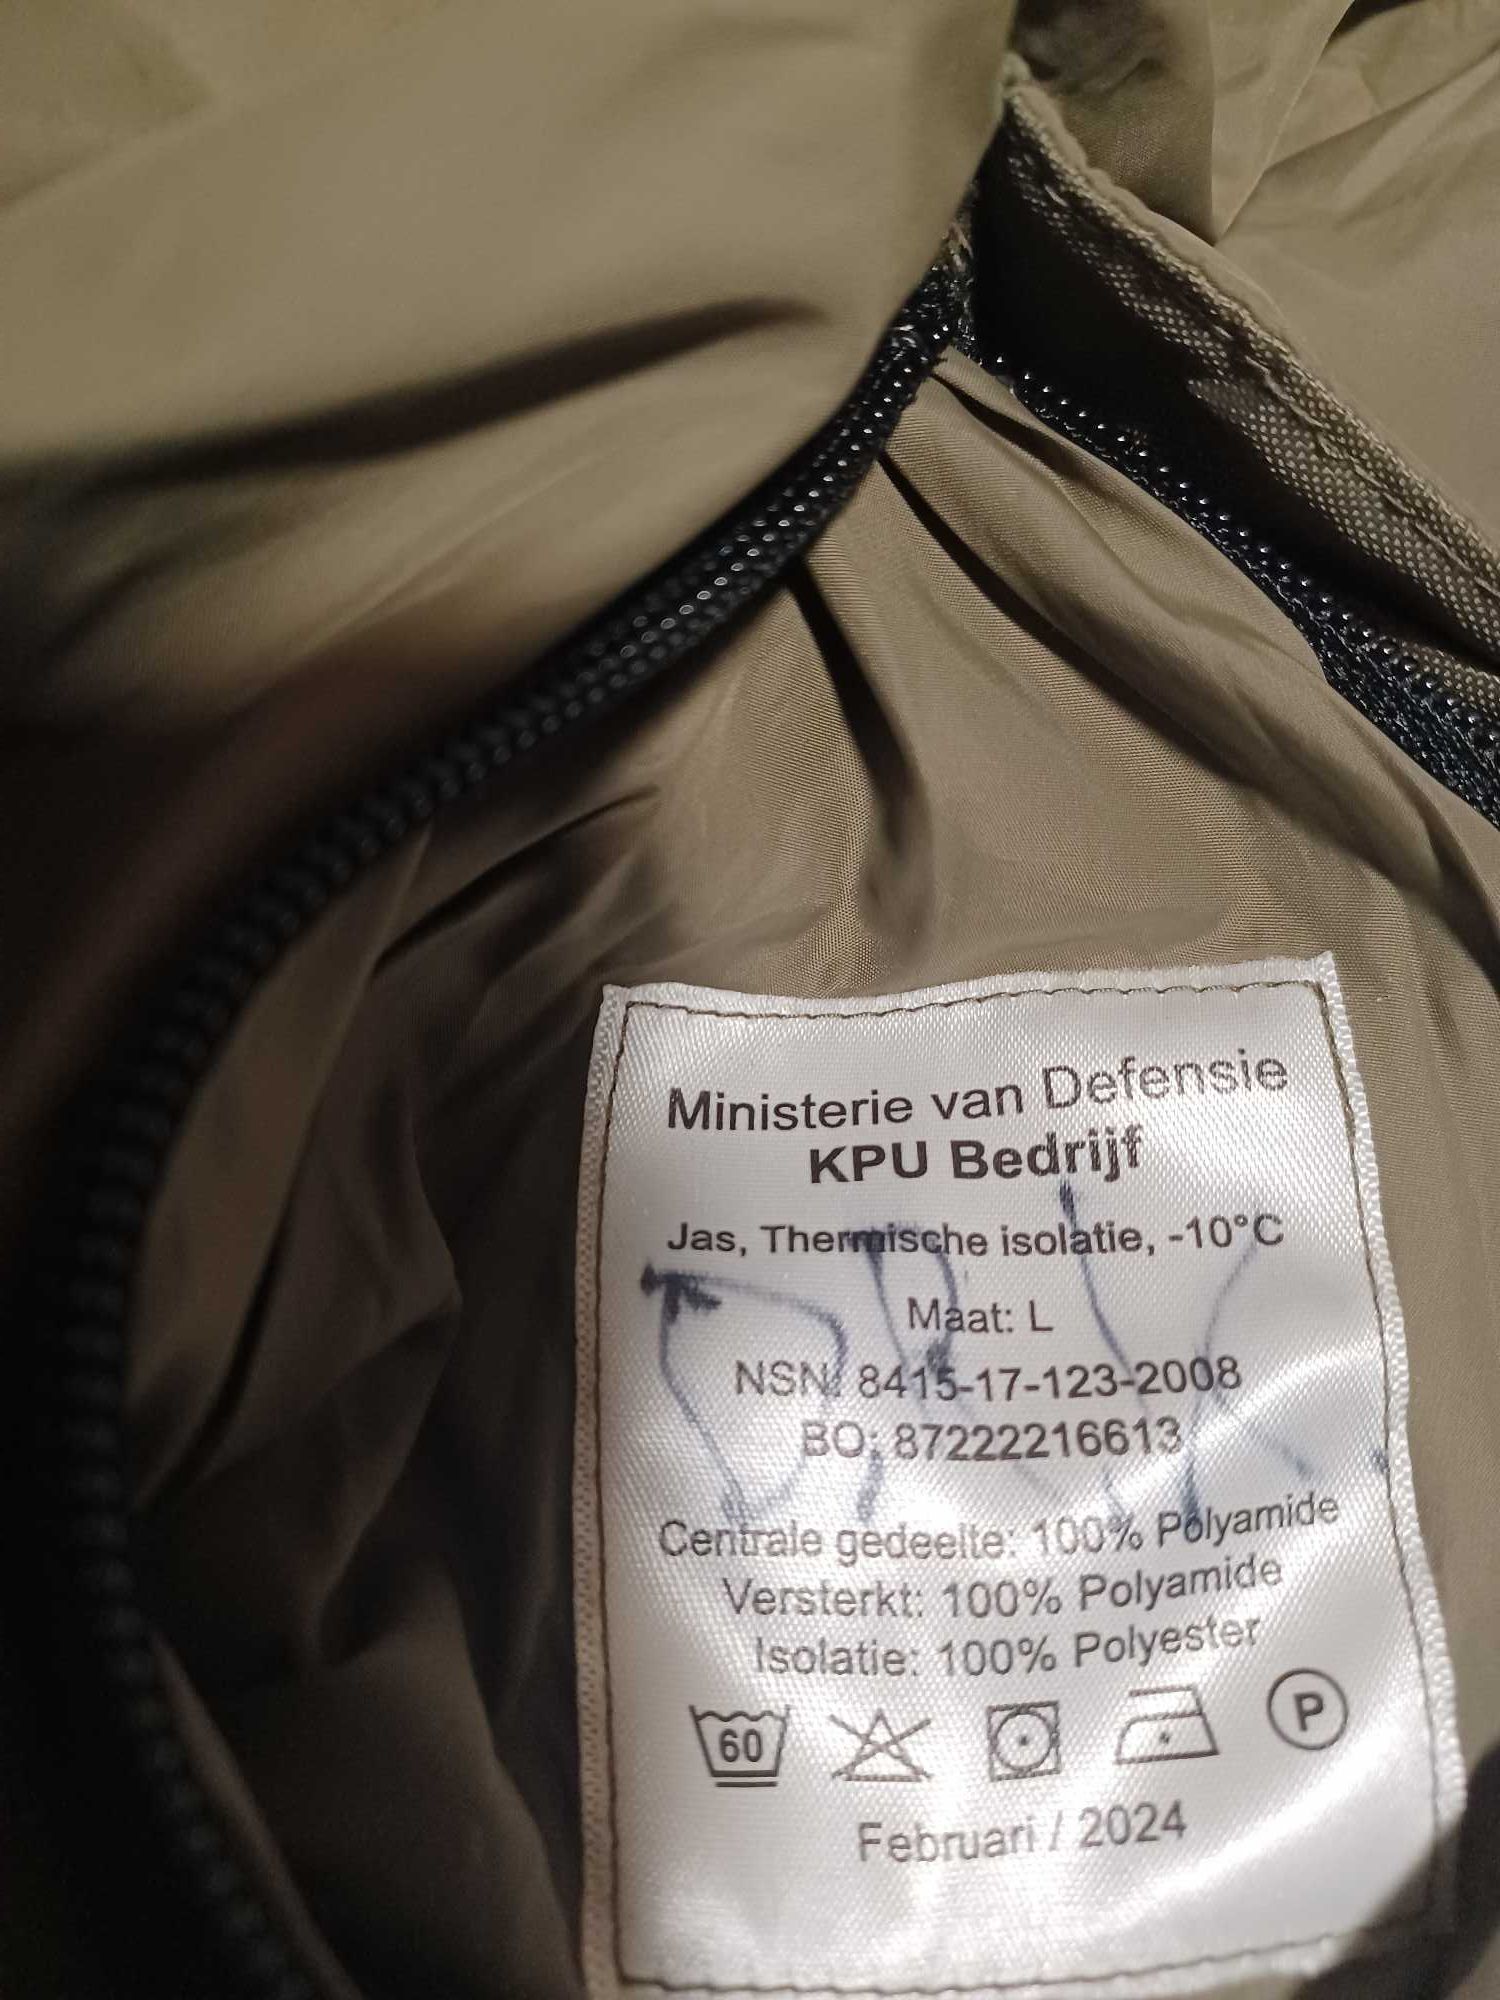 Ministerie van Defensie
KPU Bedrijf
Jas, Thermische isolatie, -10°C
Maat: L
NSN: 8415-17-123-2008
BO: 87222216613
Centrale gedeelte: 100% Polyamide
Versterkt: 100% Polyamide
Isolatie: 100% Polyester
60
P
Februari / 2024